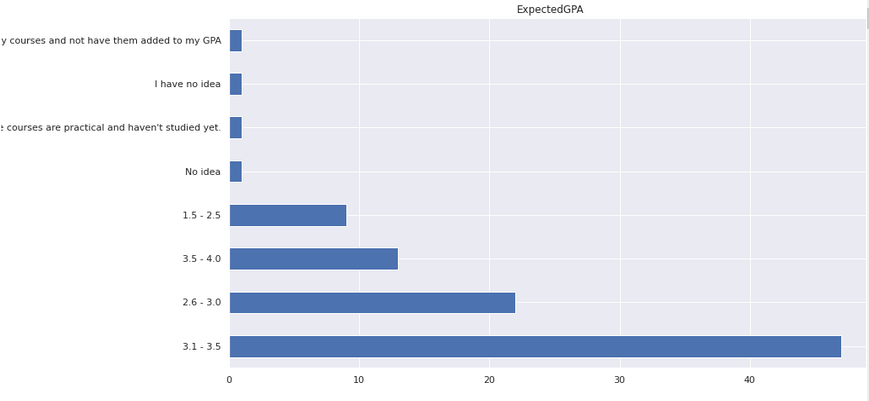 ExpectedGPA
y courses and not have them added to my GPA
I have no idea
courses are practical and haven't studied yet.
No idea
1.5 - 2.5
3.5 - 4.0
2.6 - 3.0
3.1 - 3.5
0 10 20 30 40